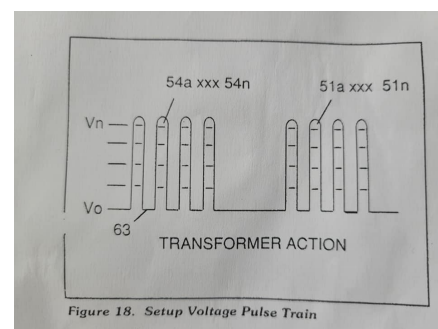 54a xxx 54n
51a xxx 51n
Vn
Vo
63
TRANSFORMER ACTION
Figure 18. Setup Voltage Pulse Train